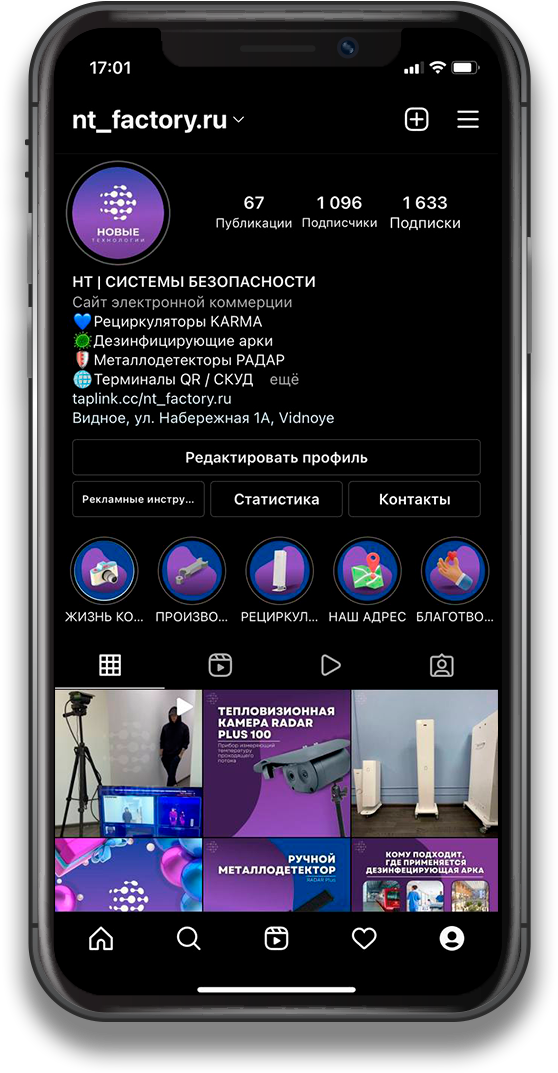 17:01
nt_factory.ru
67
1 096
1 633
Публикации
Подписчики
Подписки
НОВЫЕ
ТЕХНОЛОГИИ
НТ | СИСТЕМЫ БЕЗОПАСНОСТИ
Сайт электронной коммерции
💙Рециркуляторы KARMA
Дезинфицирующие арки
Металлодетекторы РАДАР
🌐Терминалы QR / СКУД ещё
taplink.cc/nt_factory.ru
Видное, ул. Набережная 1А, Vidnoye
Редактировать профиль
Рекламные инстру...
Статистика
Контакты
ЖИЗНЬ КО...
ПРОИЗВО...
РЕЦИРКУЛ...
НАШ АДРЕС
БЛАГОТВО...
ТЕПЛОВИЗИОННАЯ
КАМЕРА RADAR
PLUS 100
Прибор измеряющий
температуру
проходящего
потока
РУЧНОЙ
МЕТАЛЛОДЕТЕКТОР
RADAR Plus
КОМУ ПОДХОДИТ,
ГДЕ ПРИМЕНЯЕТСЯ
ДЕЗИНФЕЦИРУЮЩАЯ АРКА